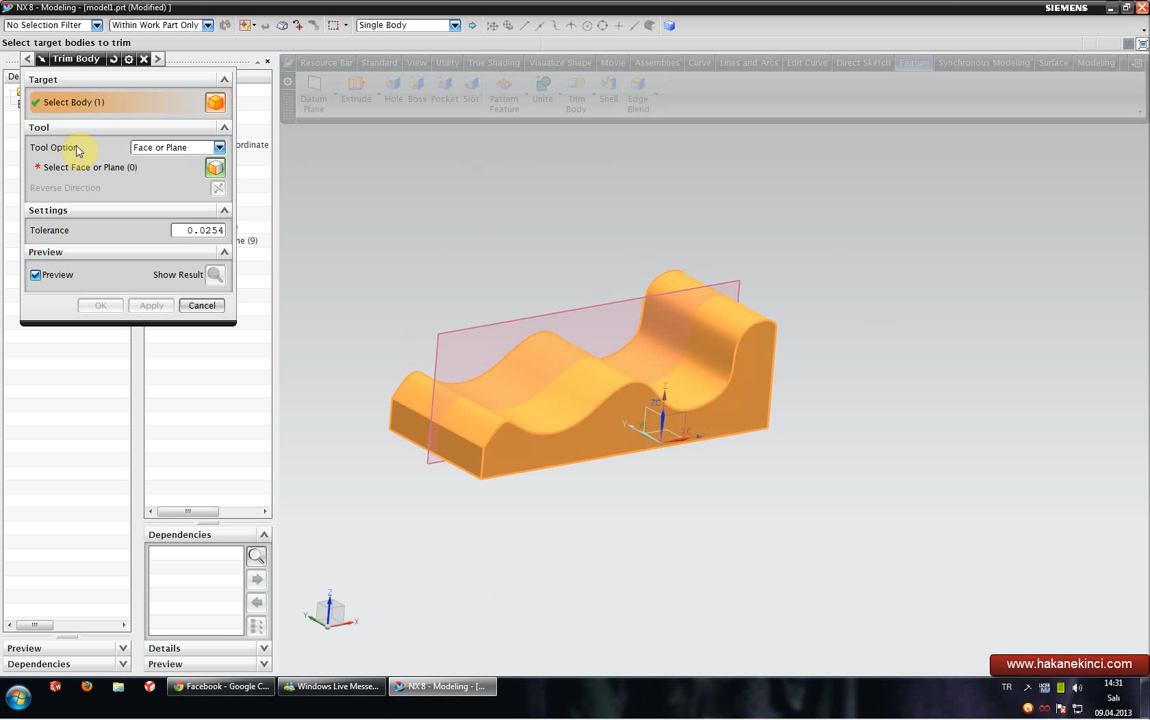 NX 8 - Modeling - [model1.prt (Modified) ]
SIEMENS
No Selection Filter
Within Work Part Only
Single Body
Select target bodies to trim
Trim Body
Resource Bar
Standard
View
Utility
True Shading
Visualize Shape
Movie
Assemblies
Curve
Lines and Arcs
Edit Curve
Direct Sketch
Feature
Synchronous Modeling
Surface
Modeling
De
Target
Select Body (1)
Datum Plane
Extrude
Hole
Boss
Pocket
Slot
Pattern Feature
Unite
Trim Body
Shell
Edge Blend
Tool
Tool Option
Face or Plane
ordinate
* Select Face or Plane (0)
Reverse Direction
Settings
Tolerance
0.0254
ne (9)
Preview
Preview
Show Result
OK
Apply
Cancel
Z
Y
Dependencies
Z
Y
X
Preview
Details
Dependencies
Preview
www.hakanekinci.com
Facebook - Google C...
Windows Live Messe...
NX 8 - Modeling - [...
TR
14:31
Salı
09.04.2013